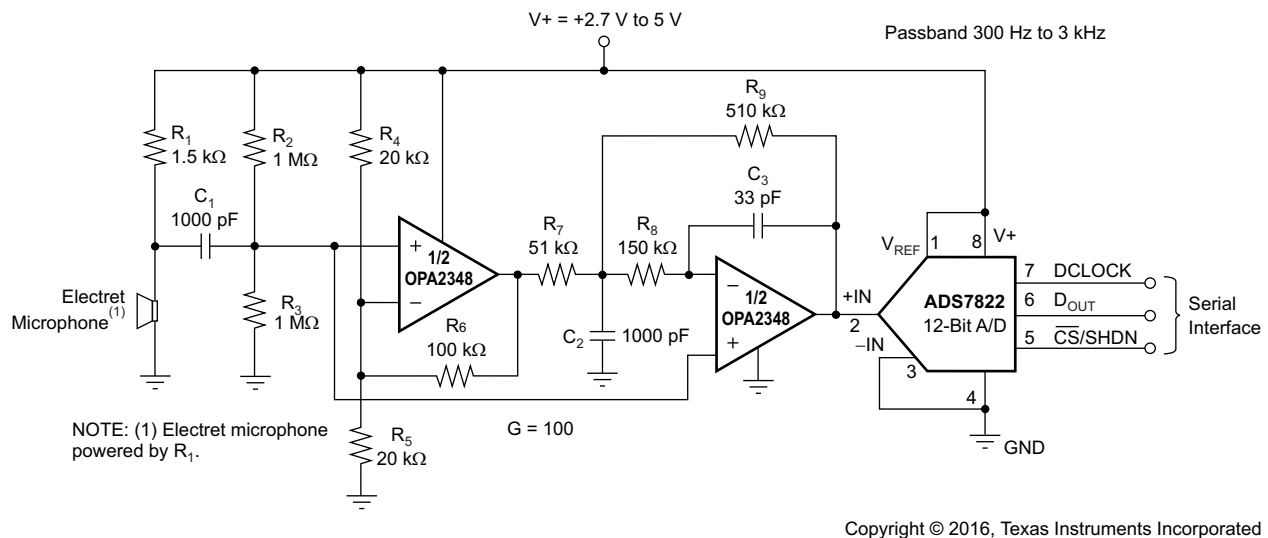 V+ = +2.7 V to 5 V
Passband 300 Hz to 3 kHz
R1
1.5 kΩ
R2
1 MΩ
R4
20 kΩ
R9
510 kΩ
C3
33 pF
C1
1000 pF
R7
51 kΩ
R8
150 kΩ
VREF
1
8
V+
+
1/2
OPA2348
−
−
1/2
OPA2348
+
7
DCLOCK
ADS7822
12-Bit A/D
6
DOUT
5
CS/SHDN
Serial
Interface
+IN
2
−IN
3
4
GND
Electret
Microphone(1)
R3
1 MΩ
R6
100 kΩ
C2
1000 pF
G = 100
R5
20 kΩ
NOTE: (1) Electret microphone
powered by R1.
Copyright © 2016, Texas Instruments Incorporated